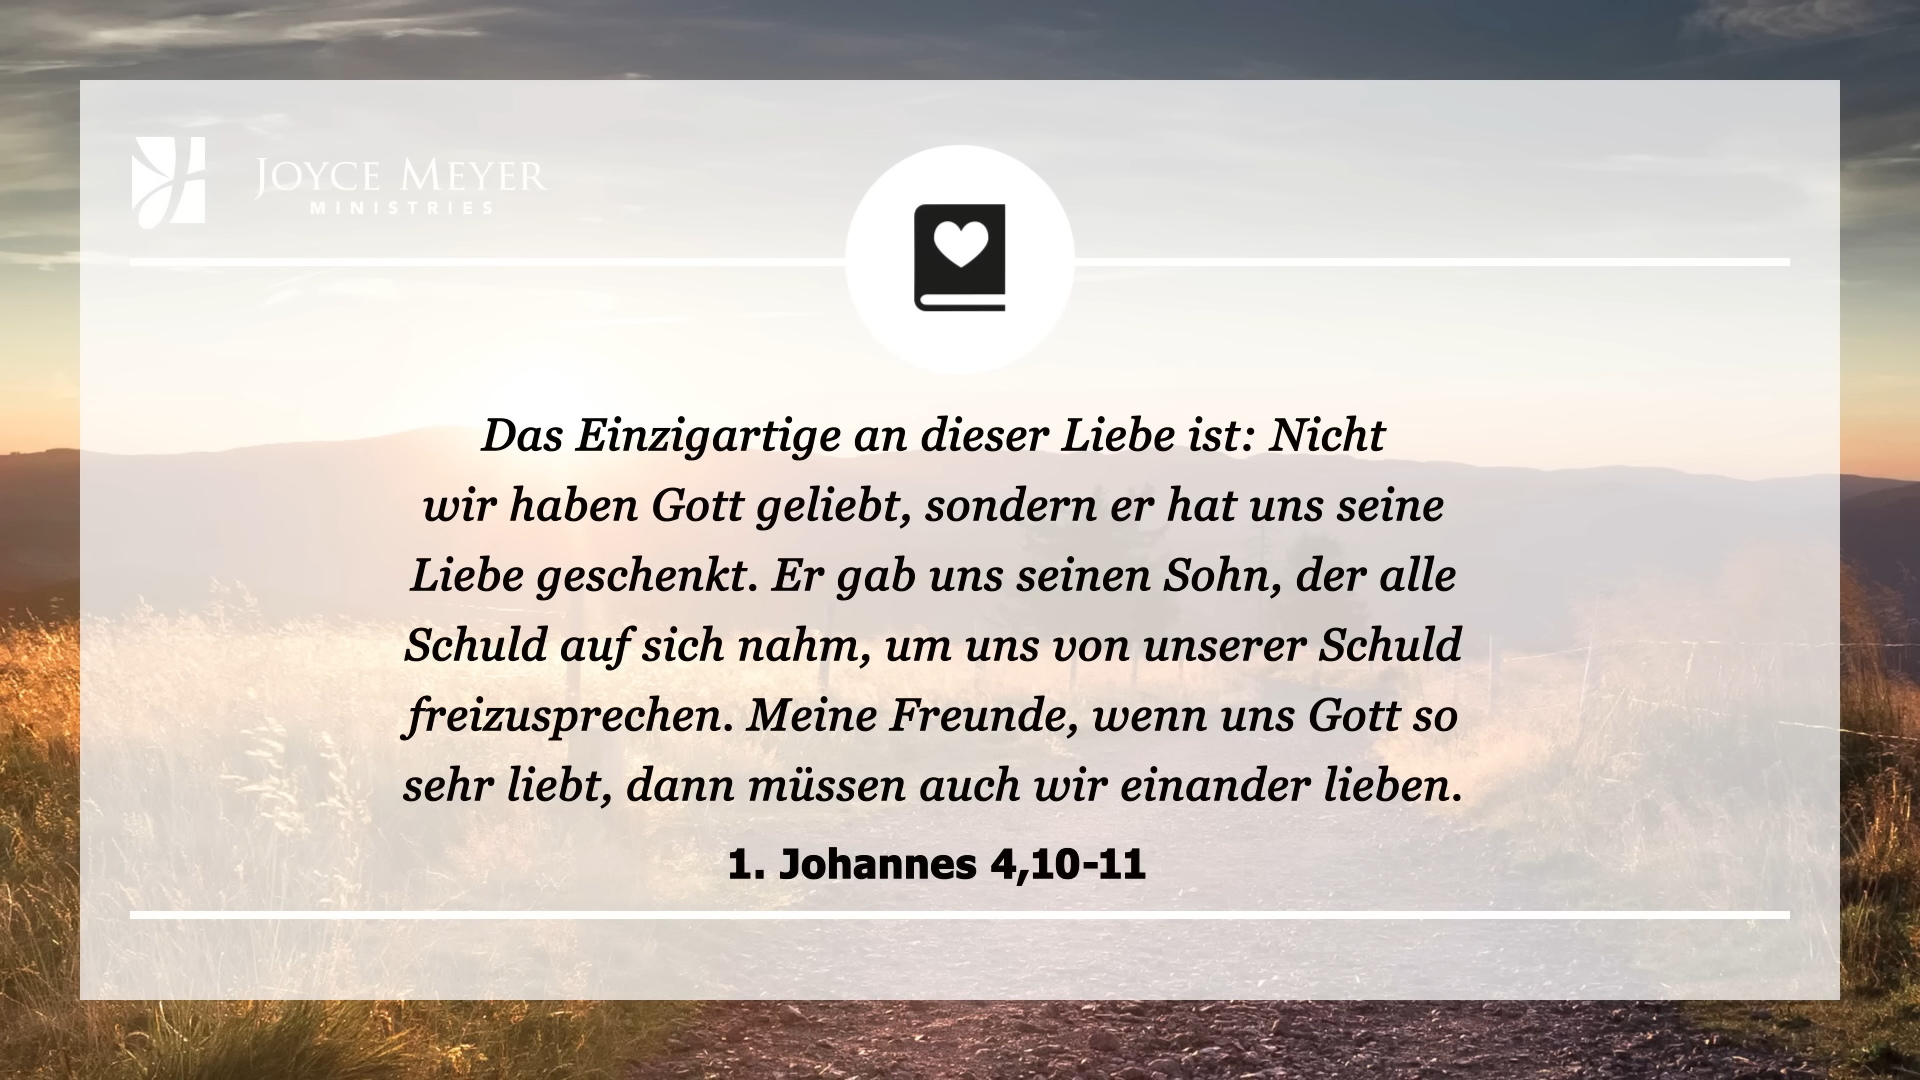 JOYCE MEYER
MINISTRIES
Das Einzigartige an dieser Liebe ist: Nicht
wir haben Gott geliebt, sondern er hat uns seine
Liebe geschenkt. Er gab uns seinen Sohn, der alle
Schuld auf sich nahm, um uns von unserer Schuld
freizusprechen. Meine Freunde, wenn uns Gott so
sehr liebt, dann müssen auch wir einander lieben.
1. Johannes 4,10-11